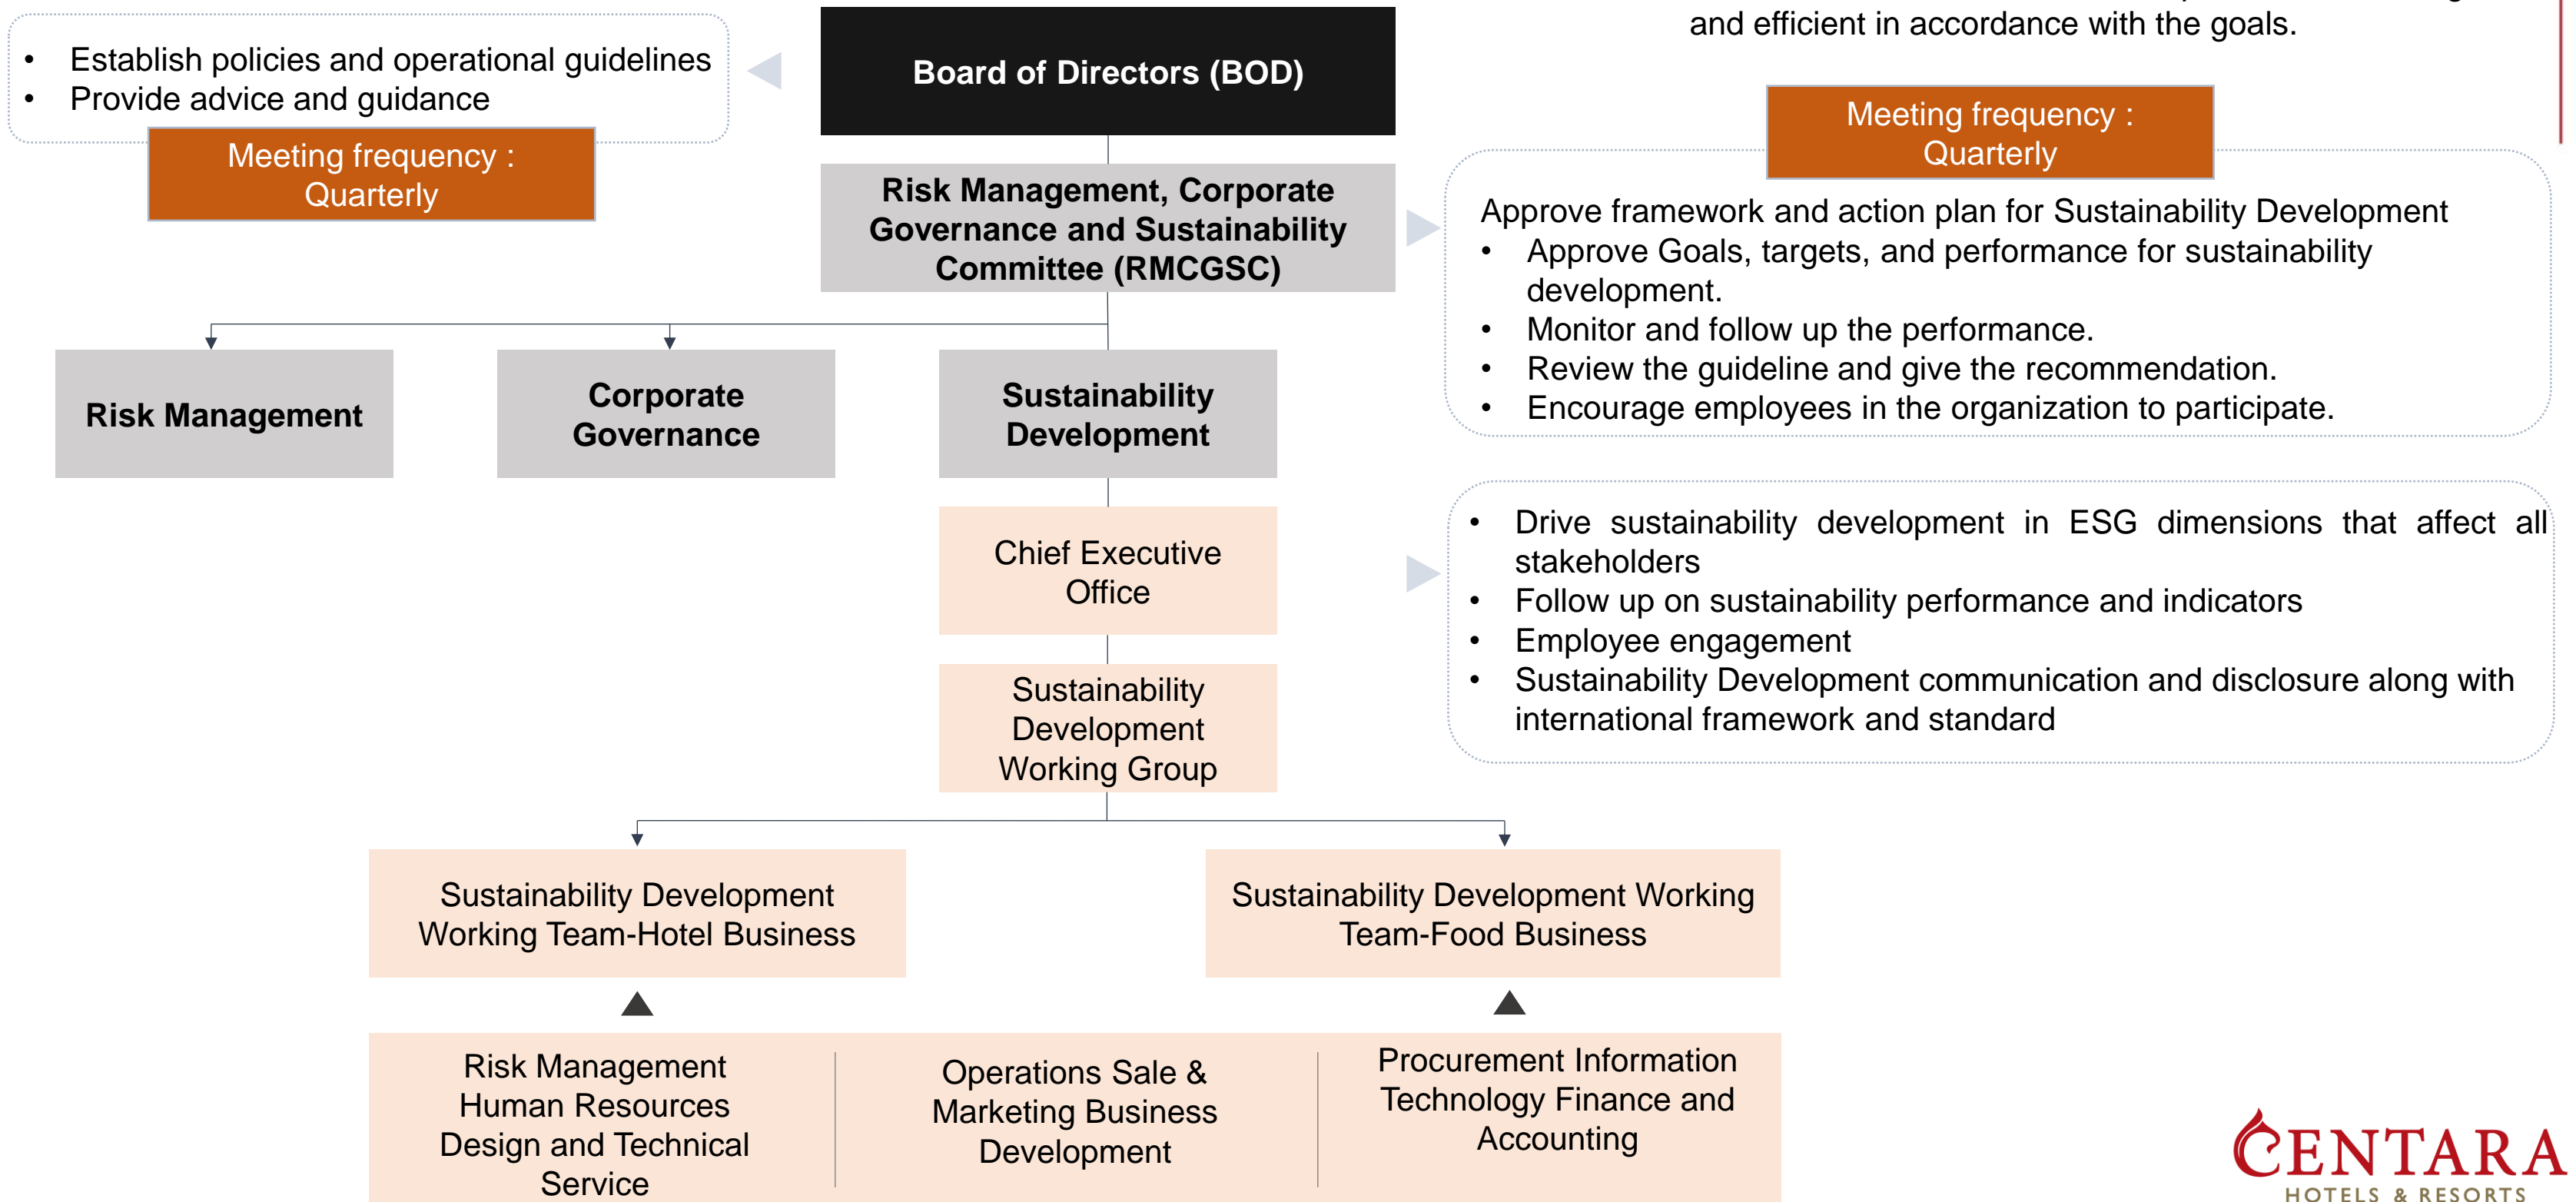 and efficient in accordance with the goals.
• Establish policies and operational guidelines
• Provide advice and guidance
Meeting frequency :
Quarterly
Board of Directors (BOD)
Meeting frequency :
Quarterly
Risk Management, Corporate
Governance and Sustainability
Committee (RMCGSC)
Approve framework and action plan for Sustainability Development
• Approve Goals, targets, and performance for sustainability
development.
• Monitor and follow up the performance.
• Review the guideline and give the recommendation.
• Encourage employees in the organization to participate.
Risk Management
Corporate
Governance
Sustainability
Development
Chief Executive
Office
• Drive sustainability development in ESG dimensions that affect all
stakeholders
• Follow up on sustainability performance and indicators
• Employee engagement
• Sustainability Development communication and disclosure along with
international framework and standard
Sustainability
Development
Working Group
Sustainability Development
Working Team-Hotel Business
Sustainability Development Working
Team-Food Business
Risk Management
Human Resources
Design and Technical
Service
Operations Sale &
Marketing Business
Development
Procurement Information
Technology Finance and
Accounting
CENTARA
HOTELS & RESORTS